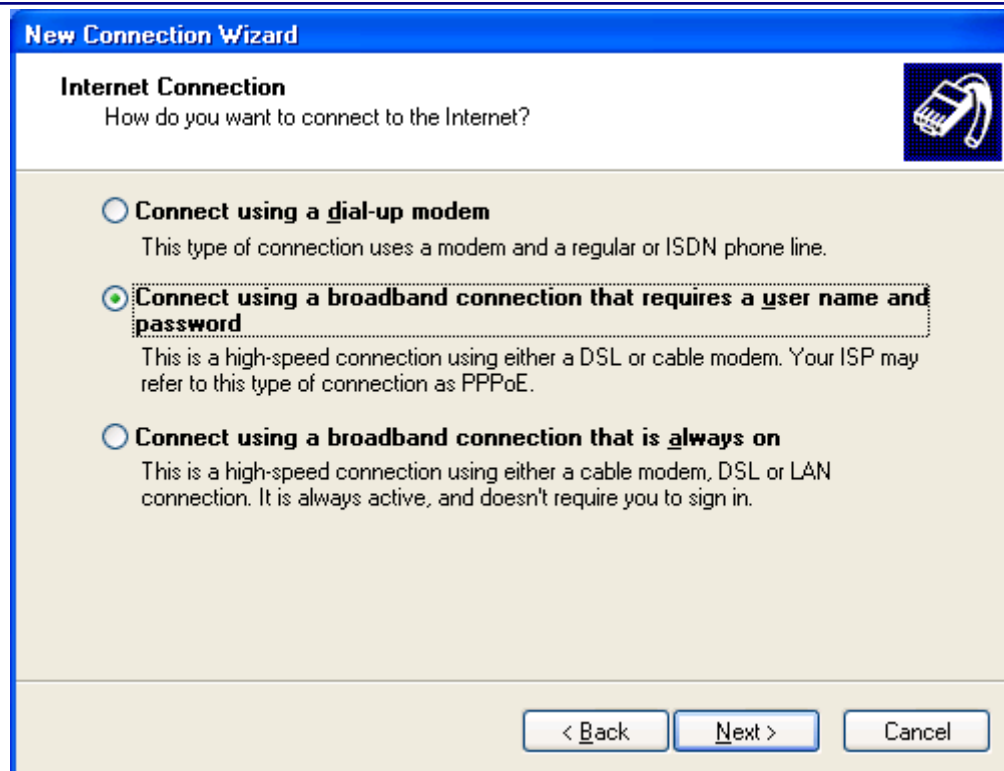 New Connection Wizard
Internet Connection
How do you want to connect to the Internet?
Connect using a dial-up modem
This type of connection uses a modem and a regular or ISDN phone line.
Connect using a broadband connection that requires a user name and
password
This is a high-speed connection using either a DSL or cable modem. Your ISP may
refer to this type of connection as PPPoE.
Connect using a broadband connection that is always on
This is a high-speed connection using either a cable modem, DSL or LAN
connection. It is always active, and doesn't require you to sign in.
< Back Next > Cancel